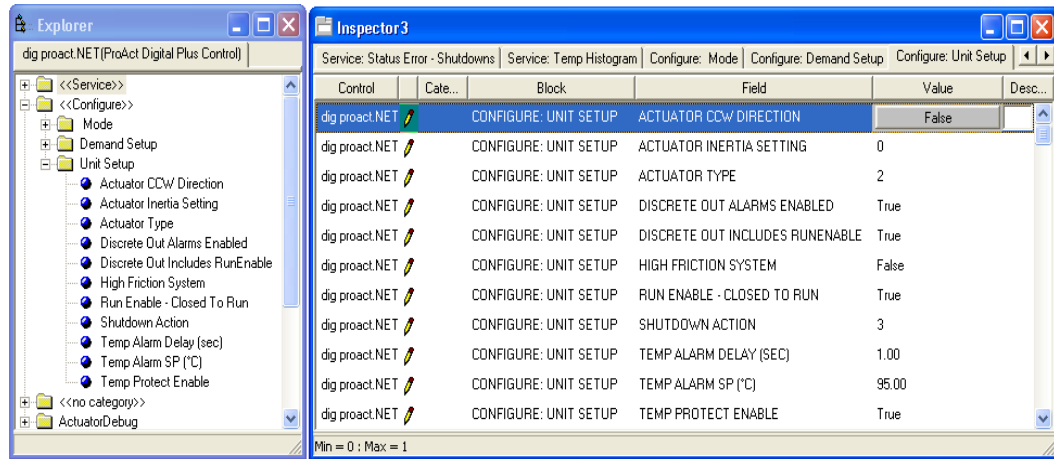 Explorer
dig proact.NET(ProAct Digital Plus Control)
<<Service>>
<<Configure>>
Mode
Demand Setup
Unit Setup
Actuator CCW Direction
Actuator Inertia Setting
Actuator Type
Discrete Out Alarms Enabled
Discrete Out Includes RunEnable
High Friction System
Run Enable - Closed To Run
Shutdown Action
Temp Alarm Delay (sec)
Temp Alarm SP (°C)
Temp Protect Enable
<<no category>>
ActuatorDebug
Inspector3
Service: Status Error - Shutdowns Service: Temp Histogram Configure: Mode Configure: Demand Setup Configure: Unit Setup
Control Cate... Block Field Value Desc...
dig proact.NET CONFIGURE: UNIT SETUP ACTUATOR CCW DIRECTION False
dig proact.NET CONFIGURE: UNIT SETUP ACTUATOR INERTIA SETTING 0
dig proact.NET CONFIGURE: UNIT SETUP ACTUATOR TYPE 2
dig proact.NET CONFIGURE: UNIT SETUP DISCRETE OUT ALARMS ENABLED True
dig proact.NET CONFIGURE: UNIT SETUP DISCRETE OUT INCLUDES RUNENABLE True
dig proact.NET CONFIGURE: UNIT SETUP HIGH FRICTION SYSTEM False
dig proact.NET CONFIGURE: UNIT SETUP RUN ENABLE - CLOSED TO RUN True
dig proact.NET CONFIGURE: UNIT SETUP SHUTDOWN ACTION 3
dig proact.NET CONFIGURE: UNIT SETUP TEMP ALARM DELAY (SEC) 1.00
dig proact.NET CONFIGURE: UNIT SETUP TEMP ALARM SP (°C) 95.00
dig proact.NET CONFIGURE: UNIT SETUP TEMP PROTECT ENABLE True
Min = 0 ; Max = 1